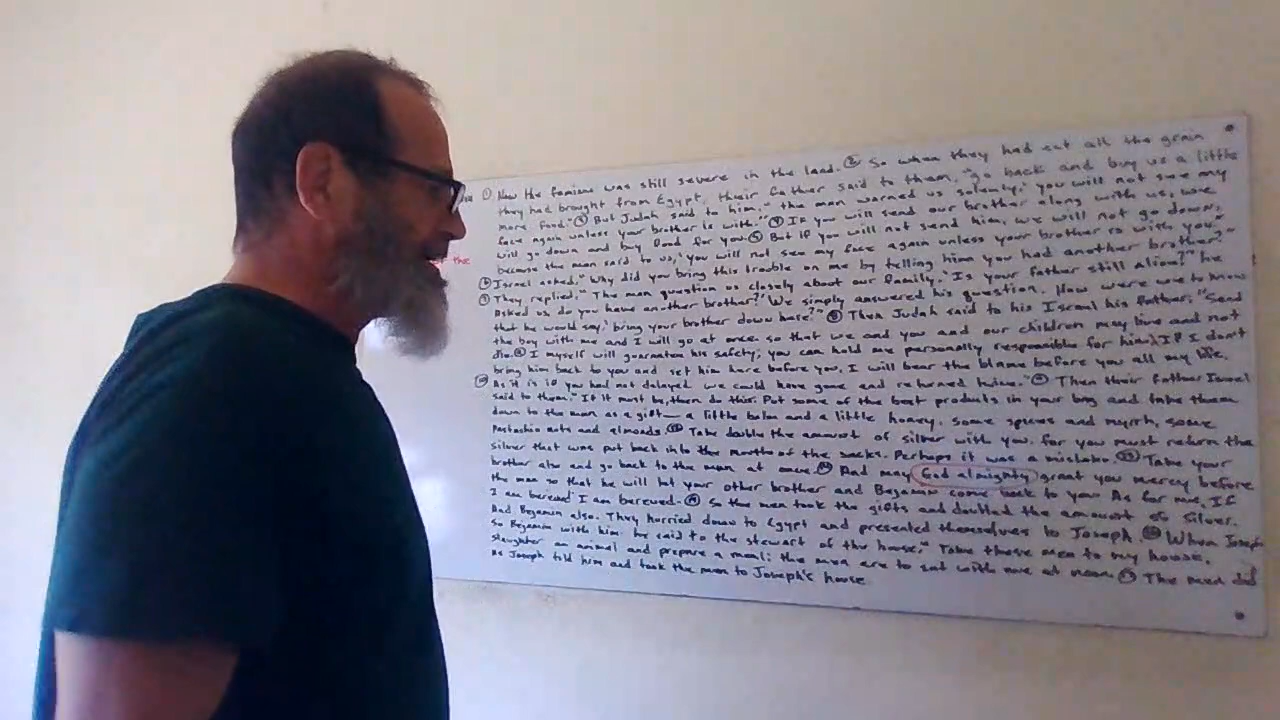 ① Now the famine was still severe in the land. ② So when they had eat all the grain
they had brought from Egypt, their father said to them, "go back and buy us a little
more food." ③ But Judah said to him, "the man warned us solemly, 'you will not see my
face again unless your brother is with.'" ④ If you will send our brother along with us, we
will go down and buy food for you ⑤ But if you will not send him, we will not go down,
because the man said to us, 'you will not see my face again unless your brother is with you'"
the
⑥ Israel asked, "Why did you bring this trouble on me by telling him you had another brother?"
⑦ They replied, "The man question us closely about our family. "Is your father still alive?" he
asked us do you have another brother?" We simply answered his question. How were we to know
that he would say, 'bring your brother down here?'" ⑧ Then Judah said to his Israel his father, "Send
the boy with me and I will go at once, so that we and you and our children may live and not
die. ⑨ I myself will guarantee his safety; you can hold me personally responsible for him. If I don't
bring him back to you and set him here before you, I will bear the blame before you all my life.
⑩ As it is if you had not delayed we could have gone and returned twice." ⑪ Then their father Israel
said to them, "If it must be, then do this. Put some of the best products in your bag and take them
down to the man as a gift — a little balm and a little honey, some spices and myrrh, some
Pastachio nuts and almonds. ⑫ Take double the amount of silver with you, for you must return the
silver that was put back into the mouths of the sacks. Perhaps it was a mistake. ⑬ Take your
brother also and go back to the man at once. ⑭ And may God almighty grant you mercy before
the man so that he will let your other brother and Begamin come back to you As for me, If
I am bereved I am bereved. ⑮ So the men took the gifts and doubled the amount of silver.
And Begamin also. They hurried down to Egypt and presented themselves to Joseph ⑯ When Joseph
So Begamin with him he said to the stewart of the house, "Take these men to my house,
slaughter an animal and prepare a meal; the men are to eat with me at noon. ⑰ The men did
As Joseph told him and took the men to Joseph's house